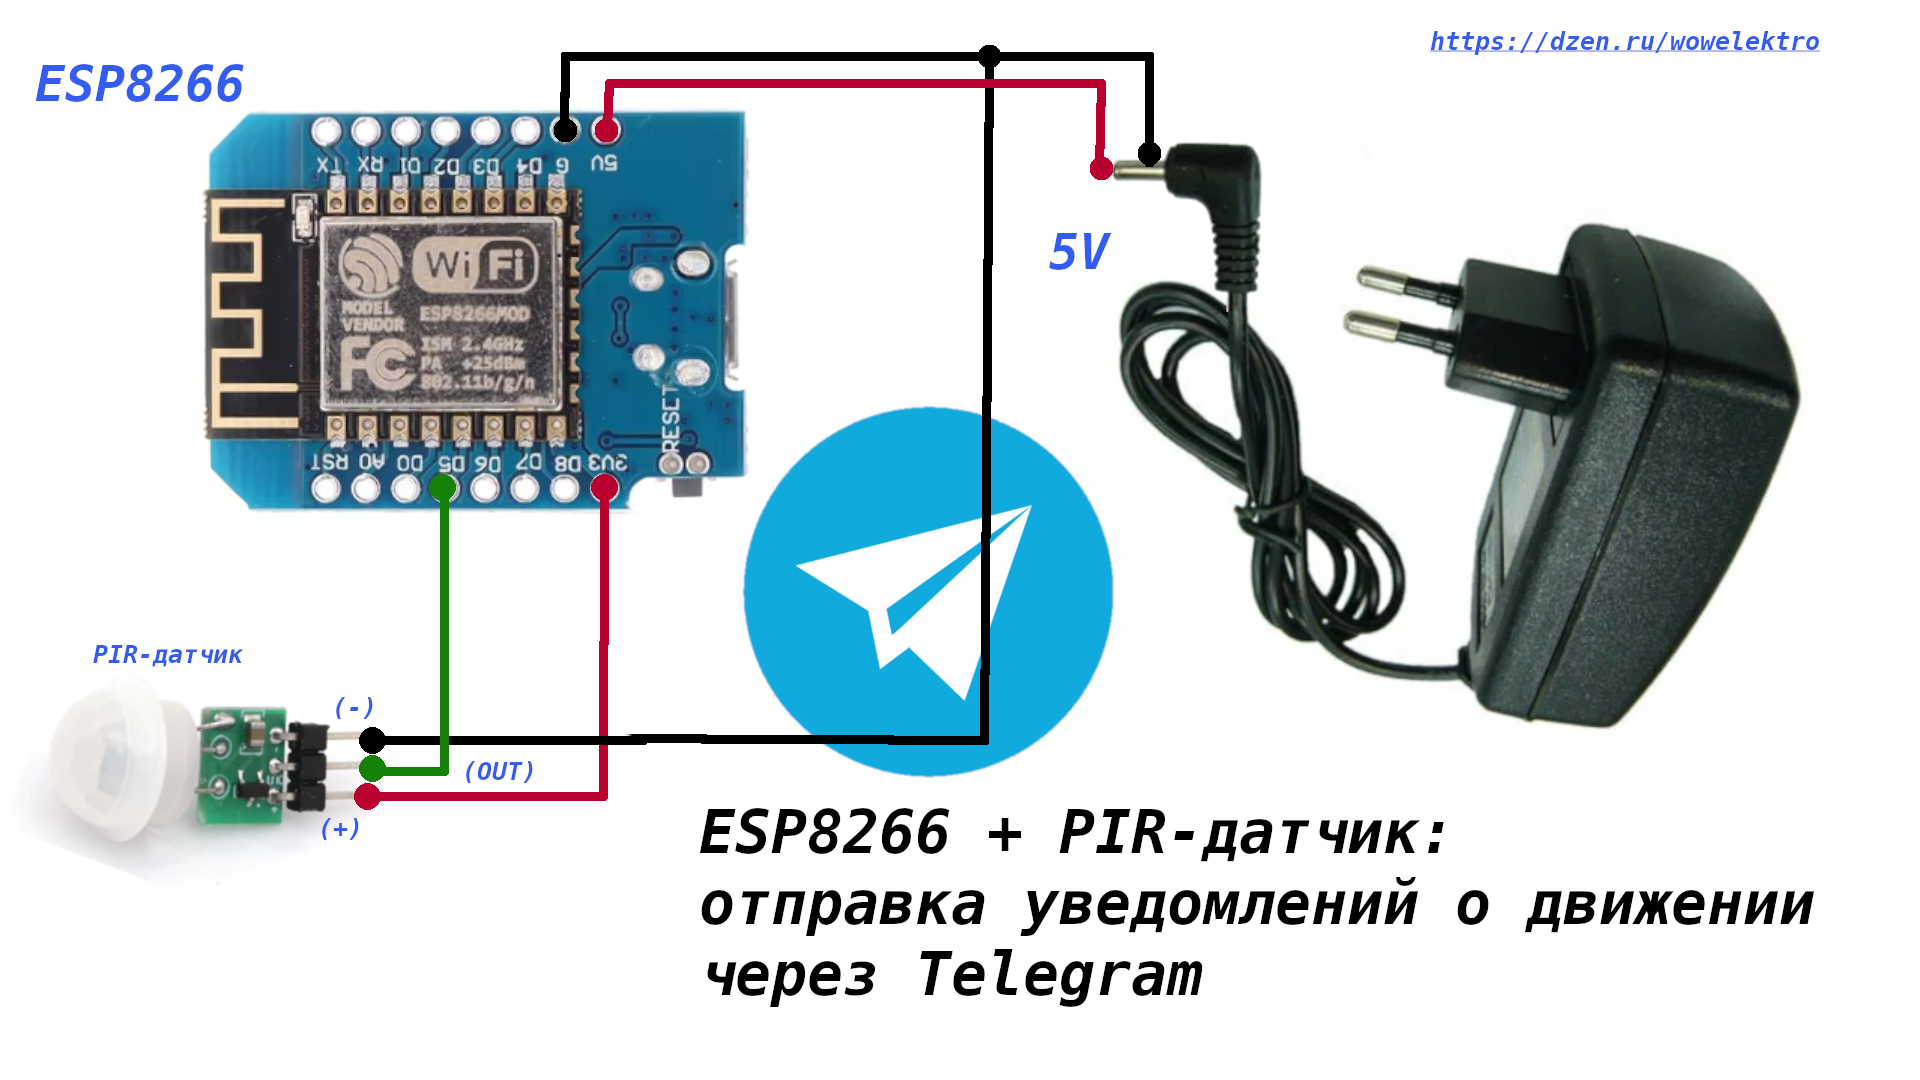 https://dzen.ru/wowelektro
ESP8266
TX RX D1 D2 D3 D4 G 5V
5V
WiFi
MODEL
VENDOR
ESP8266MOD
FC
ISM 2.4GHz
PA +25dBm
802.11b/g/n
RESET
RST A0 D0 D5 D6 D7 D8 3V3
PIR-датчик
(-)
(OUT)
(+)
ESP8266 + PIR-датчик:
отправка уведомлений о движении
через Telegram